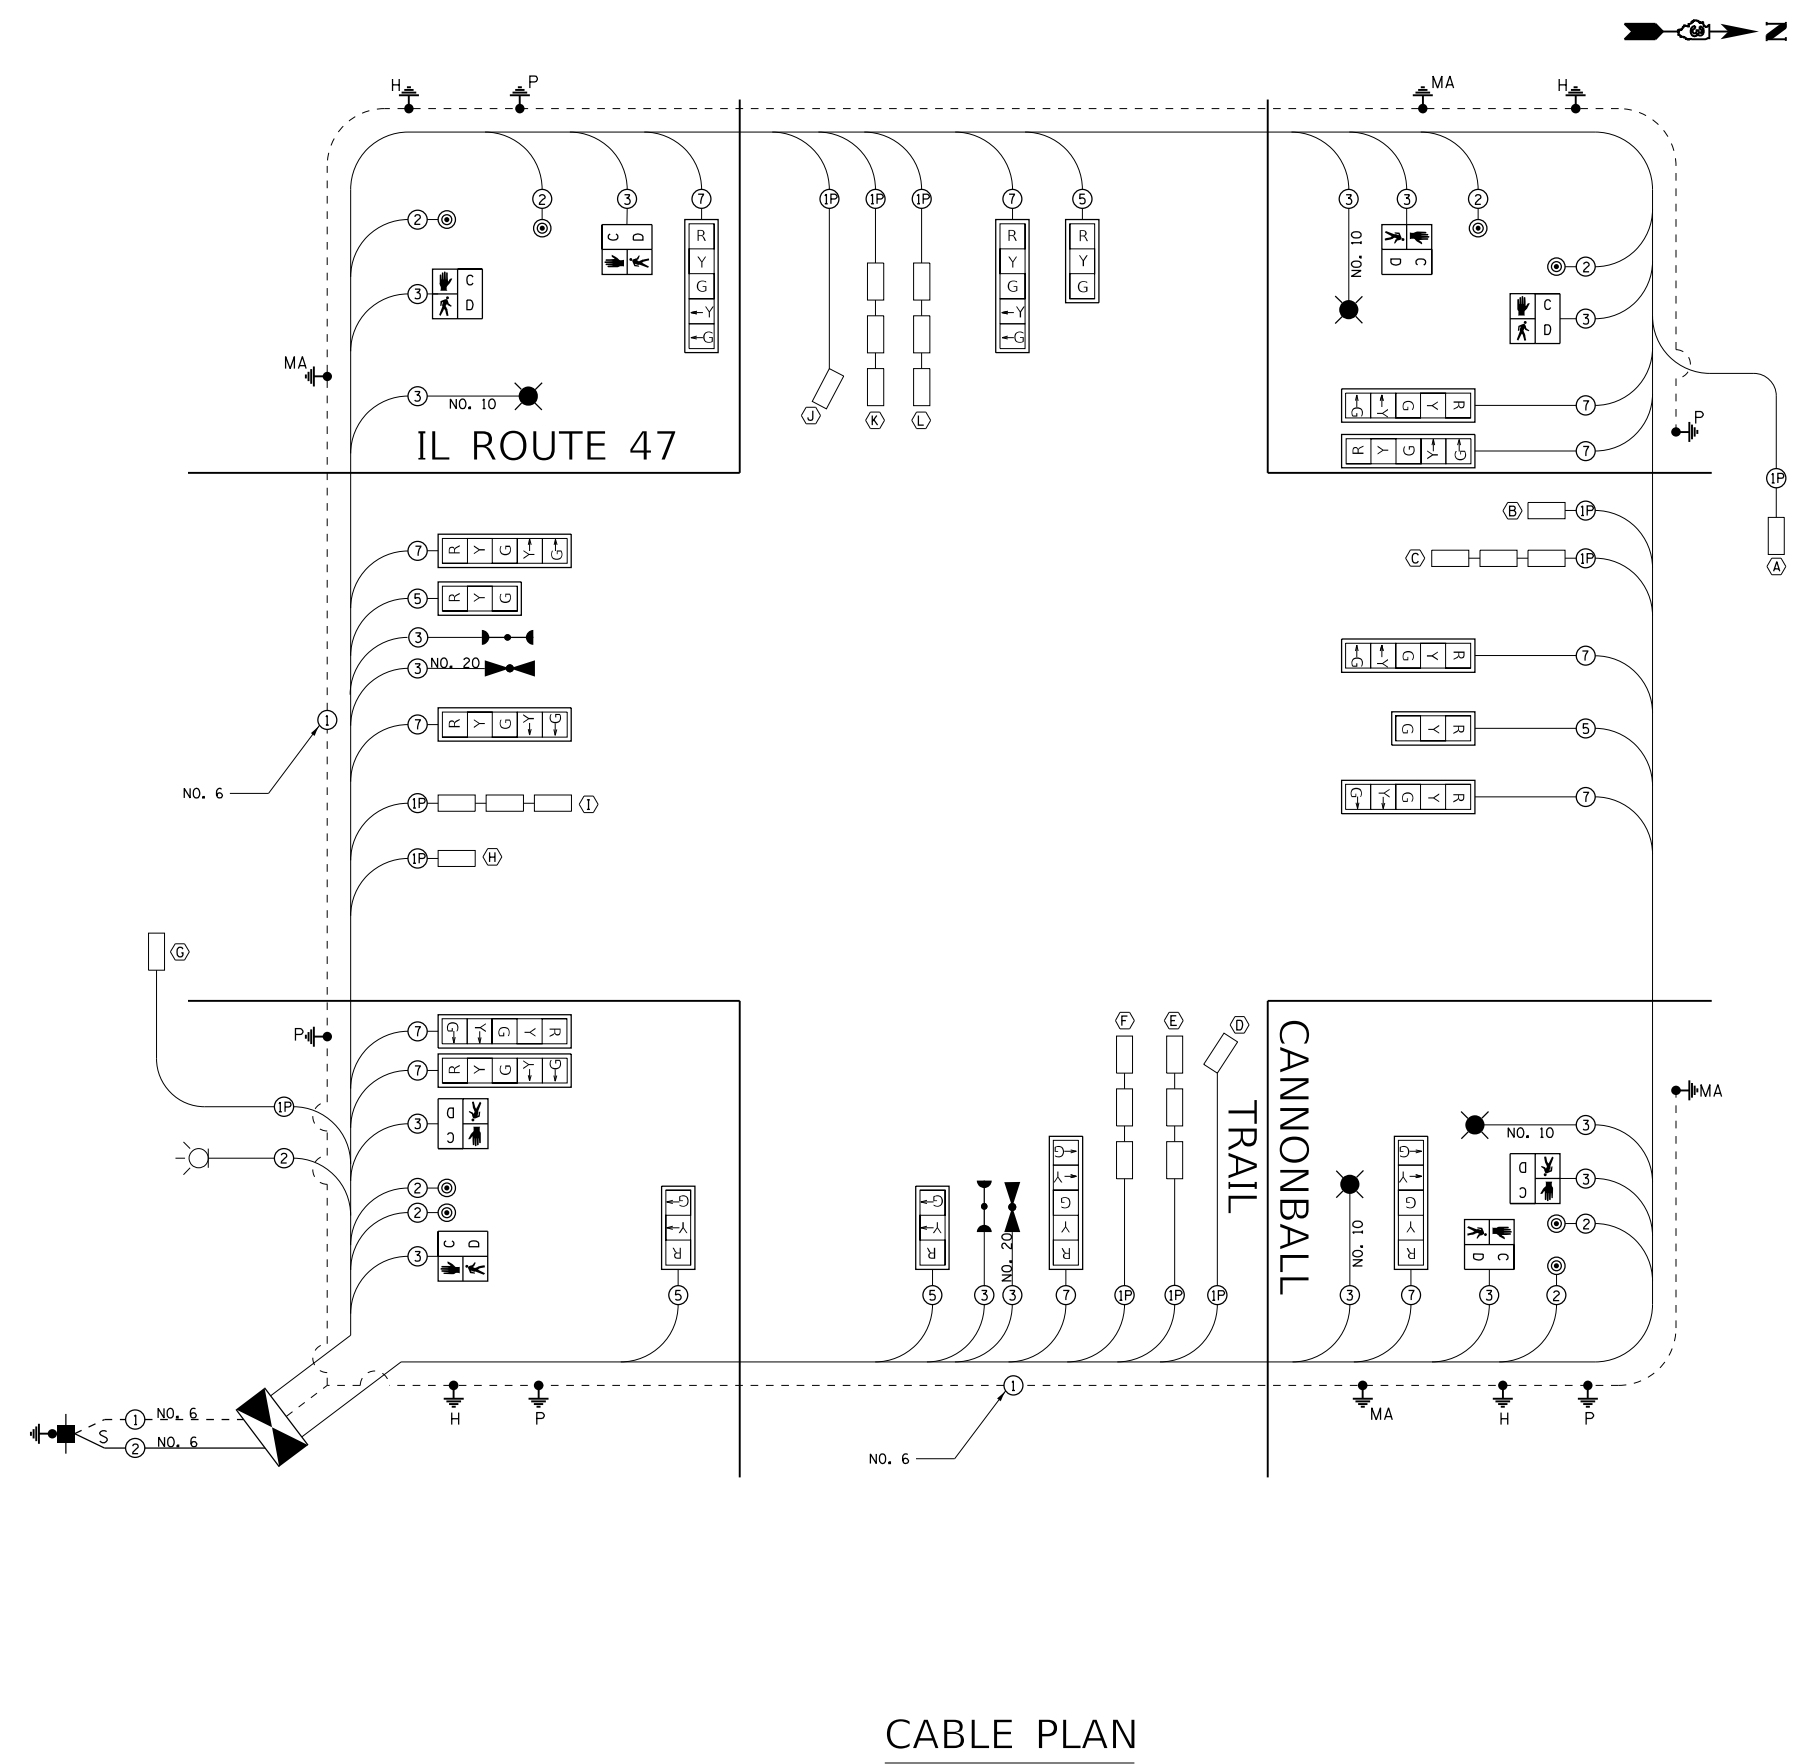 3 N
H P MA H
2 3 7 1P 1P 1P 7 5 3 3 2
2
C D
R
Y
G
Y
G
R
Y
G
Y
G
R
Y
G
NO. 10
D C
2
3
C
D
3
C
D
MA
3 NO. 10
J K L
G Y G Y R 7
P
R Y G Y G 7
IL ROUTE 47
1P
B 1P
C 1P
A
7 R Y G Y G
5 R Y G
3
3 NO. 20
G Y G Y R 7
1
7 R Y G Y G
G Y R 5
NO. 6
1P I
G Y G Y R 7
1P H
G
P
7 G Y G Y R
7 R Y G Y G
F E D
CANNONBALL
TRAIL
MA
1P
3
D
C
NO. 10 3
2
2
2
D
C
3
3 C D
G
Y
R
G
Y
R
NO. 20
G
Y
G
Y
R
NO. 10
G
Y
G
Y
R
D C
2
5 5 3 3 7 1P 1P 1P 3 7 3 2
1
H P MA H P
1 NO. 6
S
2 NO. 6
NO. 6
CABLE PLAN